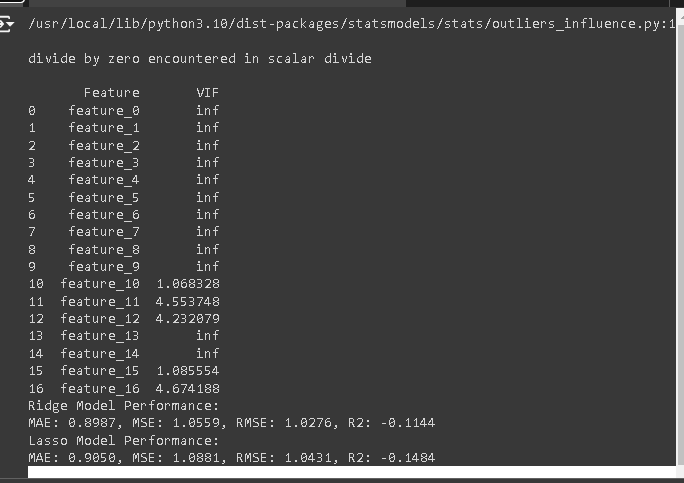 /usr/local/lib/python3.10/dist-packages/statsmodels/stats/outliers_influence.py:1
divide by zero encountered in scalar divide
Feature VIF
0 feature_0 inf
1 feature_1 inf
2 feature_2 inf
3 feature_3 inf
4 feature_4 inf
5 feature_5 inf
6 feature_6 inf
7 feature_7 inf
8 feature_8 inf
9 feature_9 inf
10 feature_10 1.068328
11 feature_11 4.553748
12 feature_12 4.232079
13 feature_13 inf
14 feature_14 inf
15 feature_15 1.085554
16 feature_16 4.674188
Ridge Model Performance:
MAE: 0.8987, MSE: 1.0559, RMSE: 1.0276, R2: -0.1144
Lasso Model Performance:
MAE: 0.9050, MSE: 1.0881, RMSE: 1.0431, R2: -0.1484